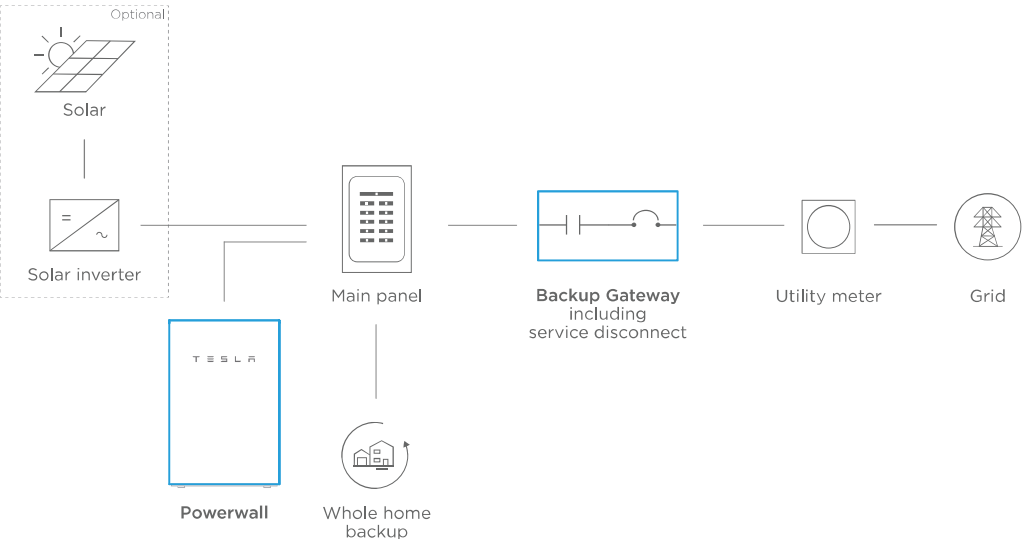 Optional
Solar
Solar inverter
Main panel
Backup Gateway
including
service disconnect
Utility meter
Grid
TESLA
Powerwall
Whole home
backup